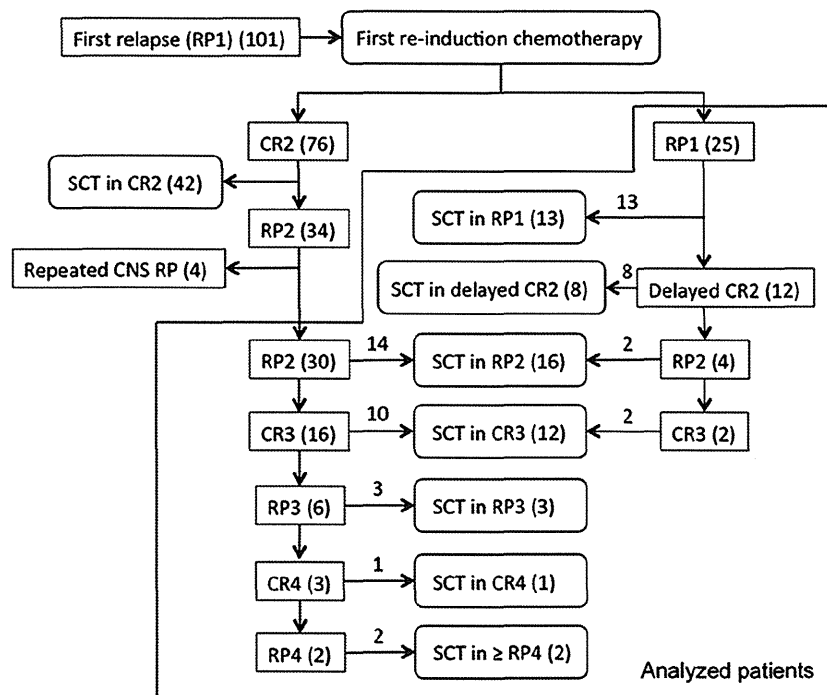 First relapse (RP1) (101)
First re-induction chemotherapy
CR2 (76)
RP1 (25)
SCT in CR2 (42)
13
SCT in RP1 (13)
RP2 (34)
Repeated CNS RP (4)
8
SCT in delayed CR2 (8)
Delayed CR2 (12)
14
2
RP2 (30)
SCT in RP2 (16)
RP2 (4)
10
2
CR3 (16)
SCT in CR3 (12)
CR3 (2)
3
RP3 (6)
SCT in RP3 (3)
1
CR4 (3)
SCT in CR4 (1)
2
RP4 (2)
SCT in ≥ RP4 (2)
Analyzed patients